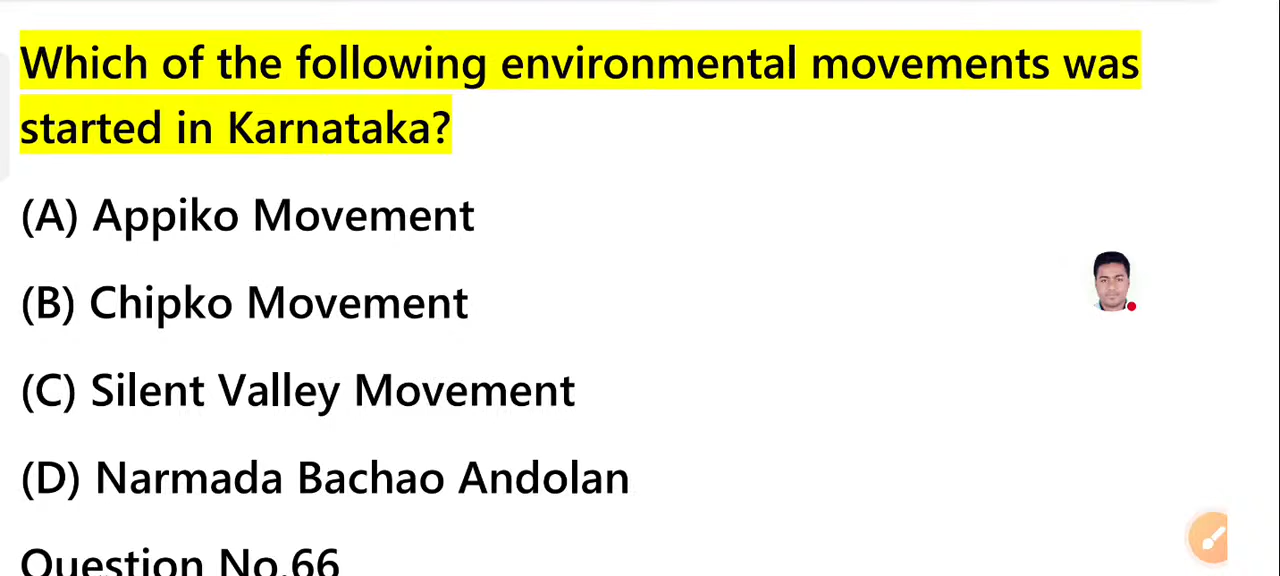 Which of the following environmental movements was
started in Karnataka?
(A) Appiko Movement
(B) Chipko Movement
(C) Silent Valley Movement
(D) Narmada Bachao Andolan
Question No.66